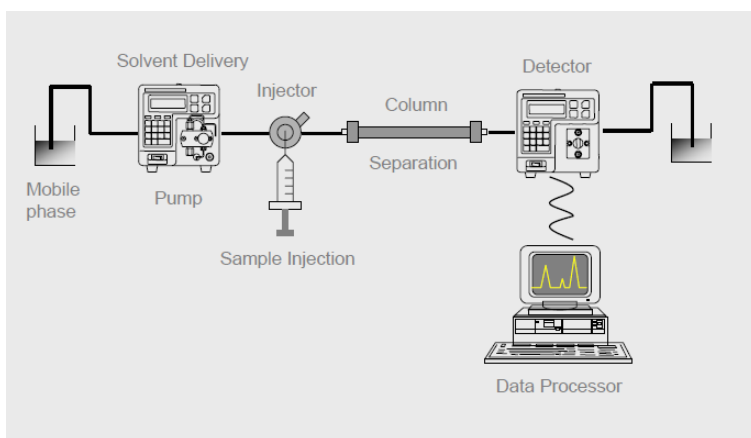 Solvent Delivery
Injector
Column
Detector
Mobile
phase
Pump
Separation
Sample Injection
Data Processor